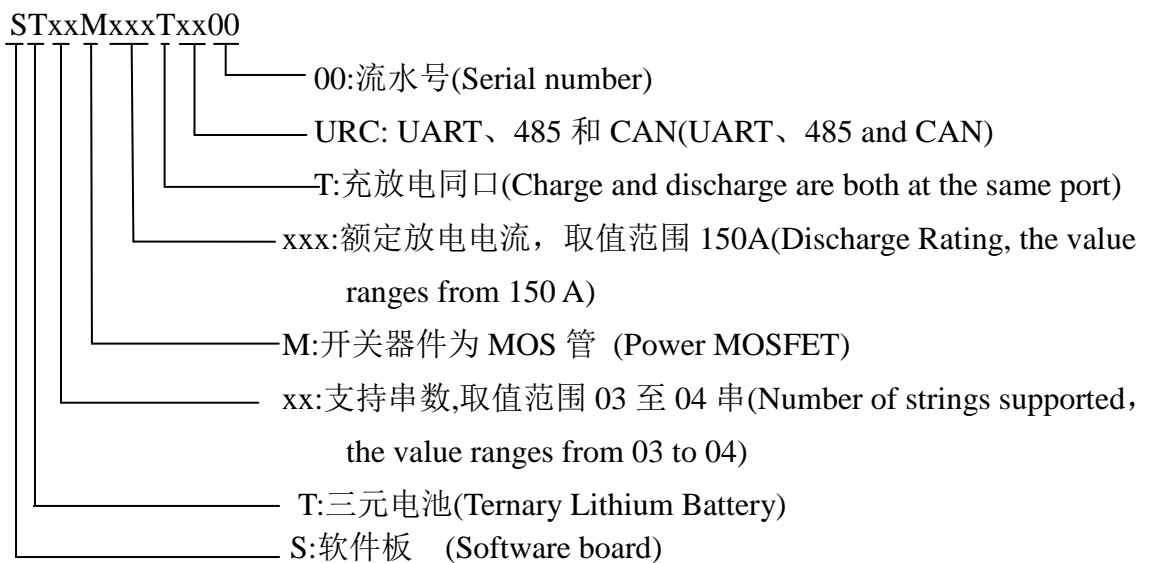 STxxMxxxTxx00
00:流水号(Serial number)
URC: UART、485 和 CAN(UART、485 and CAN)
T:充放电同口(Charge and discharge are both at the same port)
xxx:额定放电电流，取值范围 150A(Discharge Rating, the value
ranges from 150 A)
M:开关器件为 MOS 管 (Power MOSFET)
xx:支持串数,取值范围 03 至 04 串(Number of strings supported，
the value ranges from 03 to 04)
T:三元电池(Ternary Lithium Battery)
S:软件板 (Software board)